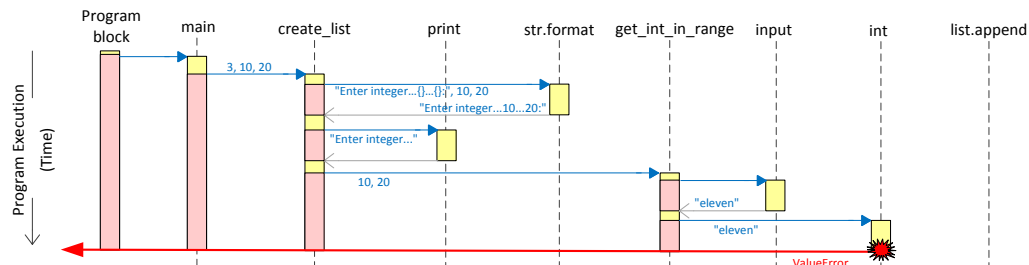 Program
block
main
create_list
print
str.format
get_int_in_range
input
int
list.append
3, 10, 20
"Enter integer...{}...{}:", 10, 20
"Enter integer...10...20:"
"Enter integer..."
10, 20
"eleven"
"eleven"
ValueError
Program Execution
(Time)